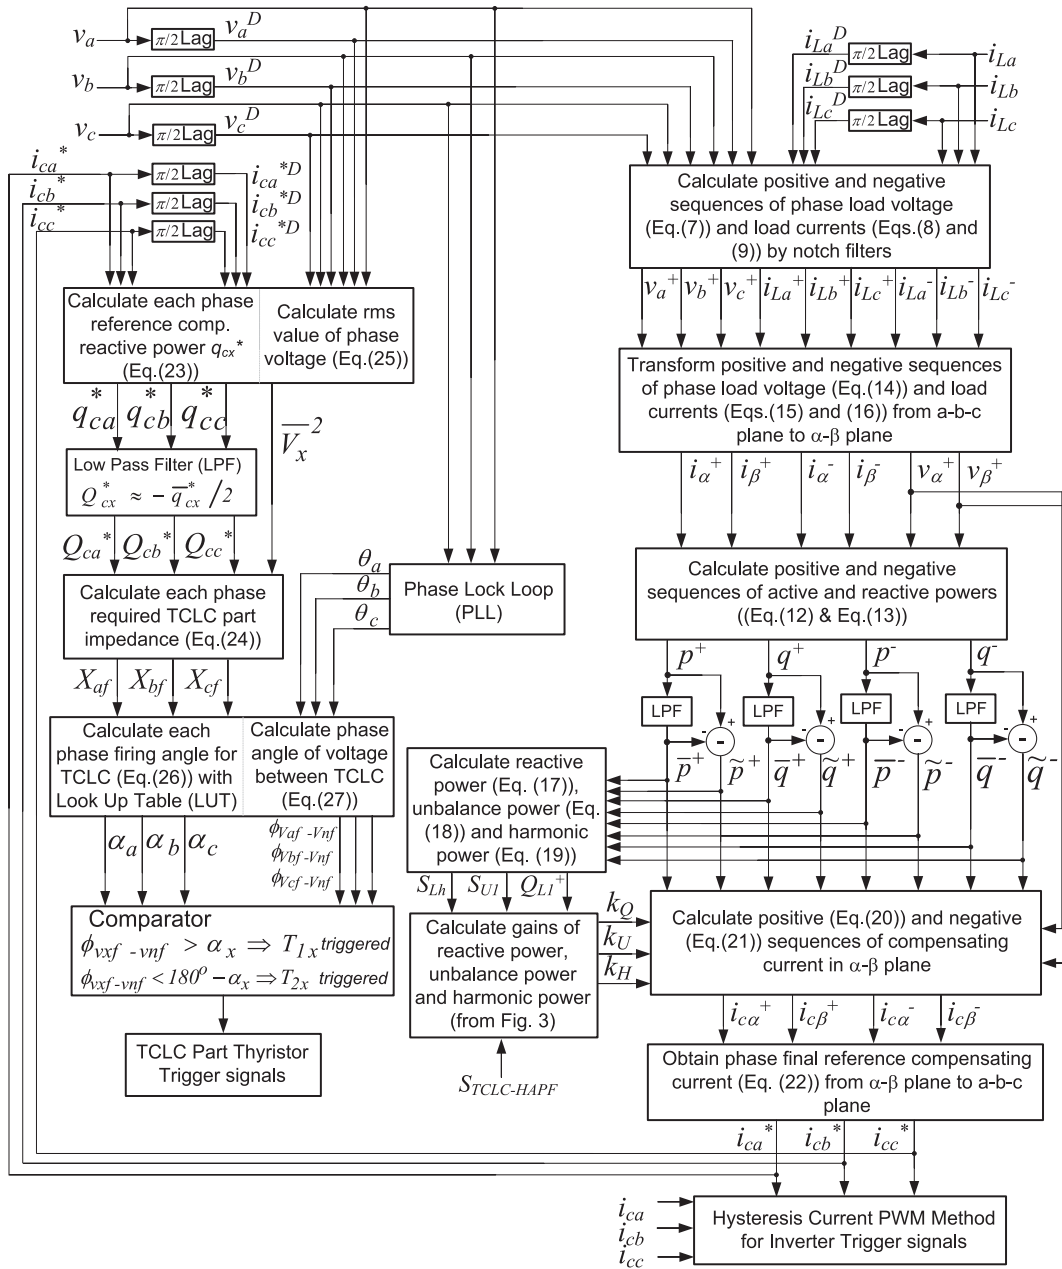 v_a
π/2 Lag
v_a^D
v_b
π/2 Lag
v_b^D
v_c
π/2 Lag
v_c^D
i_La^D
π/2 Lag
i_La
i_Lb^D
π/2 Lag
i_Lb
i_Lc^D
π/2 Lag
i_Lc
i_ca^*
π/2 Lag
i_ca^*D
i_cb^*
π/2 Lag
i_cb^*D
i_cc^*
π/2 Lag
i_cc^*D
Calculate positive and negative
sequences of phase load voltage
(Eq.(7)) and load currents (Eqs.(8) and
(9)) by notch filters
v_a^+ v_b^+ v_c^+ i_La^+ i_Lb^+ i_Lc^+ i_La^- i_Lb^- i_Lc^-
Calculate each phase
reference comp.
reactive power q_cx*
(Eq.(23))
Calculate rms
value of phase
voltage (Eq.(25))
Transform positive and negative sequences
of phase load voltage (Eq.(14)) and load
currents (Eqs.(15) and (16)) from a-b-c
plane to α-β plane
q_ca^* q_cb^* q_cc^*
V̅_x^2
Low Pass Filter (LPF)
Q_cx^* ≈ - q̅_cx^* /2
i_α^+ i_β^+ i_α^- i_β^- v_α^+ v_β^+
Q_ca^* Q_cb^* Q_cc^*
Calculate each phase
required TCLC part
impedance (Eq.(24))
θ_a
θ_b
θ_c
Phase Lock Loop
(PLL)
Calculate positive and negative
sequences of active and reactive powers
((Eq.(12) & Eq.(13))
X_af X_bf X_cf
p^+ q^+ p^- q^-
LPF LPF LPF LPF
- + - + - + - +
- - - -
p̅^+ p̃^+ q̅^+ q̃^+ p̅^- p̃^- q̅^- q̃^-
Calculate each
phase firing angle for
TCLC (Eq.(26)) with
Look Up Table (LUT)
Calculate phase
angle of voltage
between TCLC
(Eq.(27))
Calculate reactive
power (Eq. (17)),
unbalance power (Eq.
(18)) and harmonic
power (Eq. (19))
α_a α_b α_c
ϕ_Vaf-Vnf
ϕ_Vbf-Vnf
ϕ_Vcf-Vnf
S_Lh S_U1 Q_L1^+
Comparator
ϕ_vxf-vnf > α_x ⇒ T_1x triggered
ϕ_vxf-vnf < 180^o - α_x ⇒ T_2x triggered
Calculate gains of
reactive power,
unbalance power
and harmonic power
(from Fig. 3)
k_Q
k_U
k_H
Calculate positive (Eq.(20)) and negative
(Eq.(21)) sequences of compensating
current in α-β plane
i_cα^+ i_cβ^+ i_cα^- i_cβ^-
TCLC Part Thyristor
Trigger signals
S_TCLC-HAPF
Obtain phase final reference compensating
current (Eq. (22)) from α-β plane to a-b-c
plane
i_ca^* i_cb^* i_cc^*
i_ca
i_cb
i_cc
Hysteresis Current PWM Method
for Inverter Trigger signals